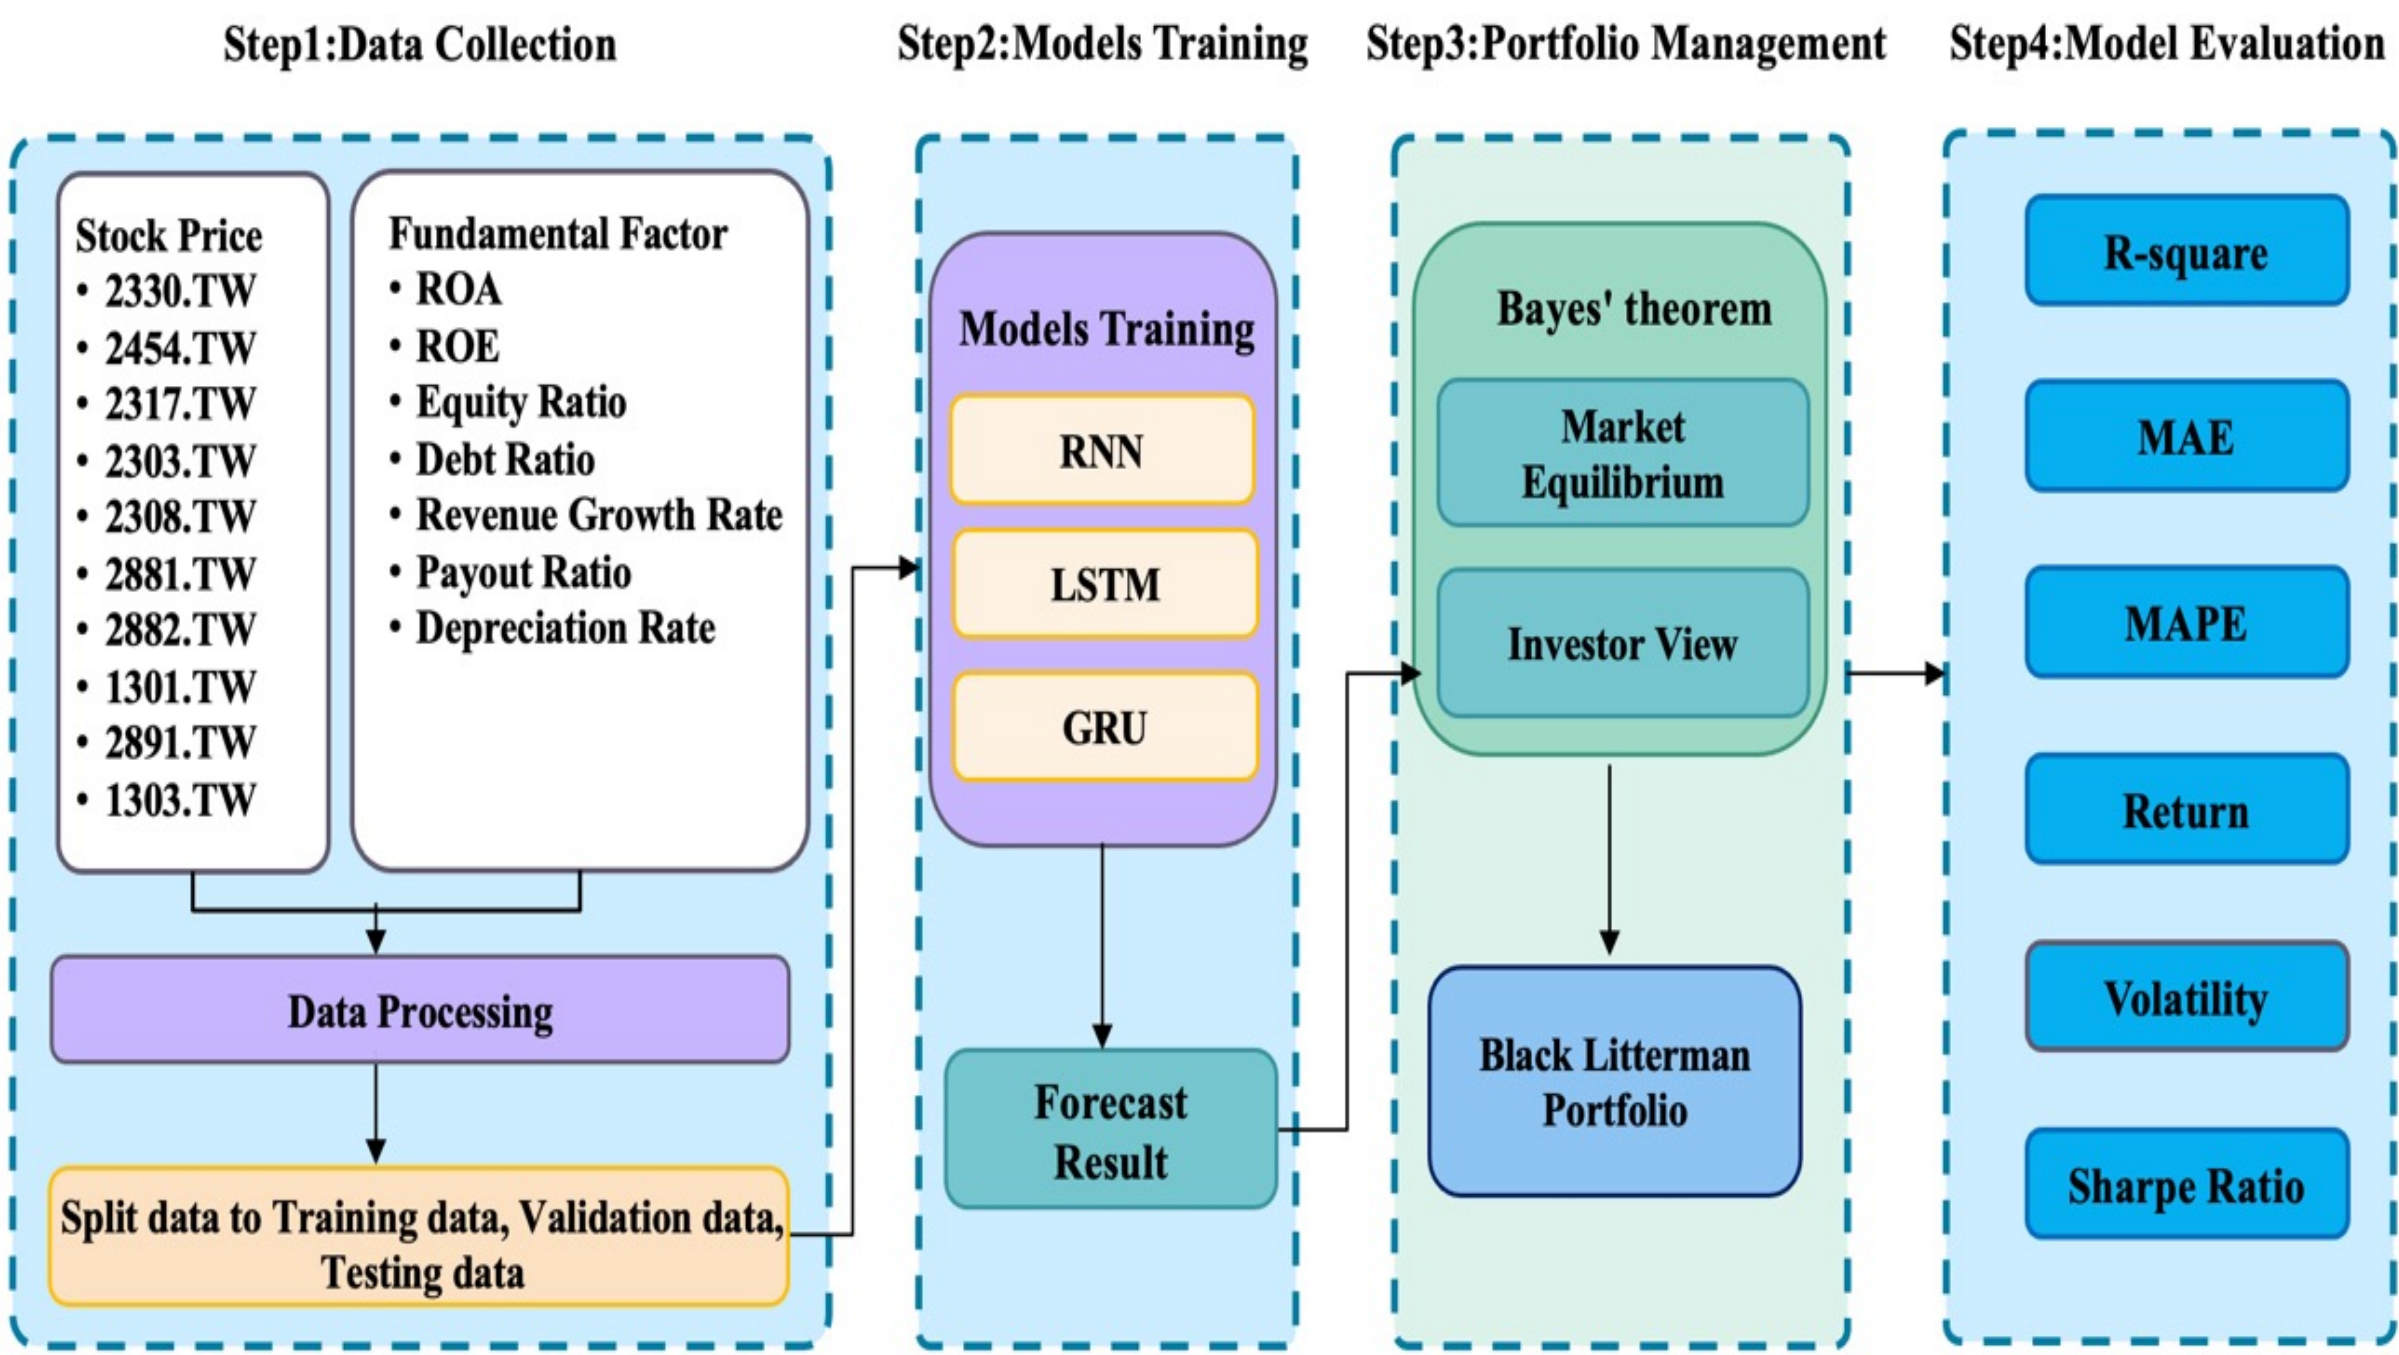 Step1:Data Collection
Stock Price
• 2330.TW
• 2454.TW
• 2317.TW
• 2303.TW
• 2308.TW
• 2881.TW
• 2882.TW
• 1301.TW
• 2891.TW
• 1303.TW
Fundamental Factor
• ROA
• ROE
• Equity Ratio
• Debt Ratio
• Revenue Growth Rate
• Payout Ratio
• Depreciation Rate
Data Processing
Split data to Training data, Validation data,
Testing data
Step2:Models Training
Models Training
RNN
LSTM
GRU
Forecast
Result
Step3:Portfolio Management
Bayes' theorem
Market
Equilibrium
Investor View
Black Litterman
Portfolio
Step4:Model Evaluation
R-square
MAE
MAPE
Return
Volatility
Sharpe Ratio